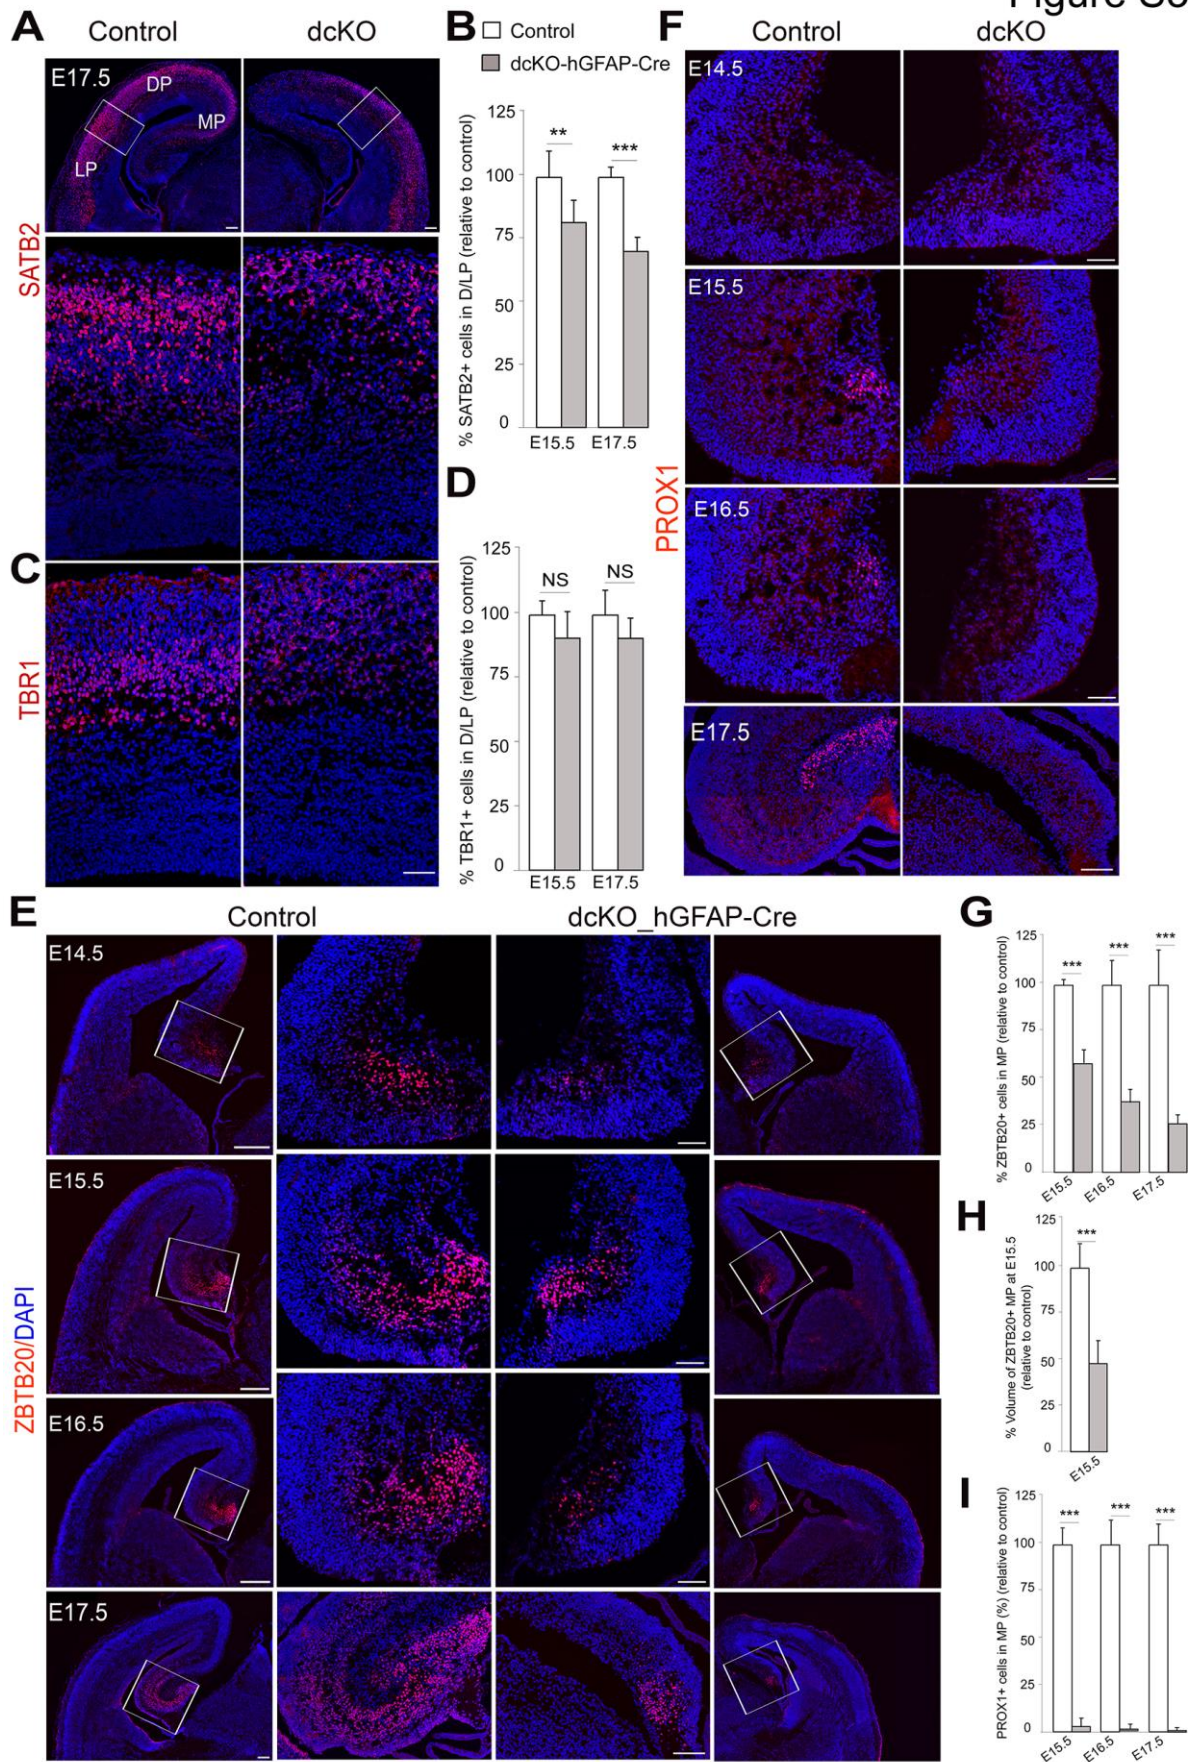 A
Control
dcKO
E17.5
DP
MP
LP
SATB2
B
Control
dcKO-hGFAP-Cre
% SATB2+ cells in D/LP (relative to control)
125
100
75
50
25
0
**
***
E15.5
E17.5
C
TBR1
D
% TBR1+ cells in D/LP (relative to control)
125
100
75
50
25
0
NS
NS
E15.5
E17.5
F
Control
dcKO
PROX1
E14.5
E15.5
E16.5
E17.5
E
Control
dcKO_hGFAP-Cre
ZBTB20/DAPI
E14.5
E15.5
E16.5
E17.5
G
% ZBTB20+ cells in MP (relative to control)
125
100
75
50
25
0
***
***
***
E15.5
E16.5
E17.5
H
% Volume of ZBTB20+ MP at E15.5
(relative to control)
125
100
75
50
25
0
***
E15.5
I
PROX1+ cells in MP (%) (relative to control)
125
100
75
50
25
0
***
***
***
E15.5
E16.5
E17.5